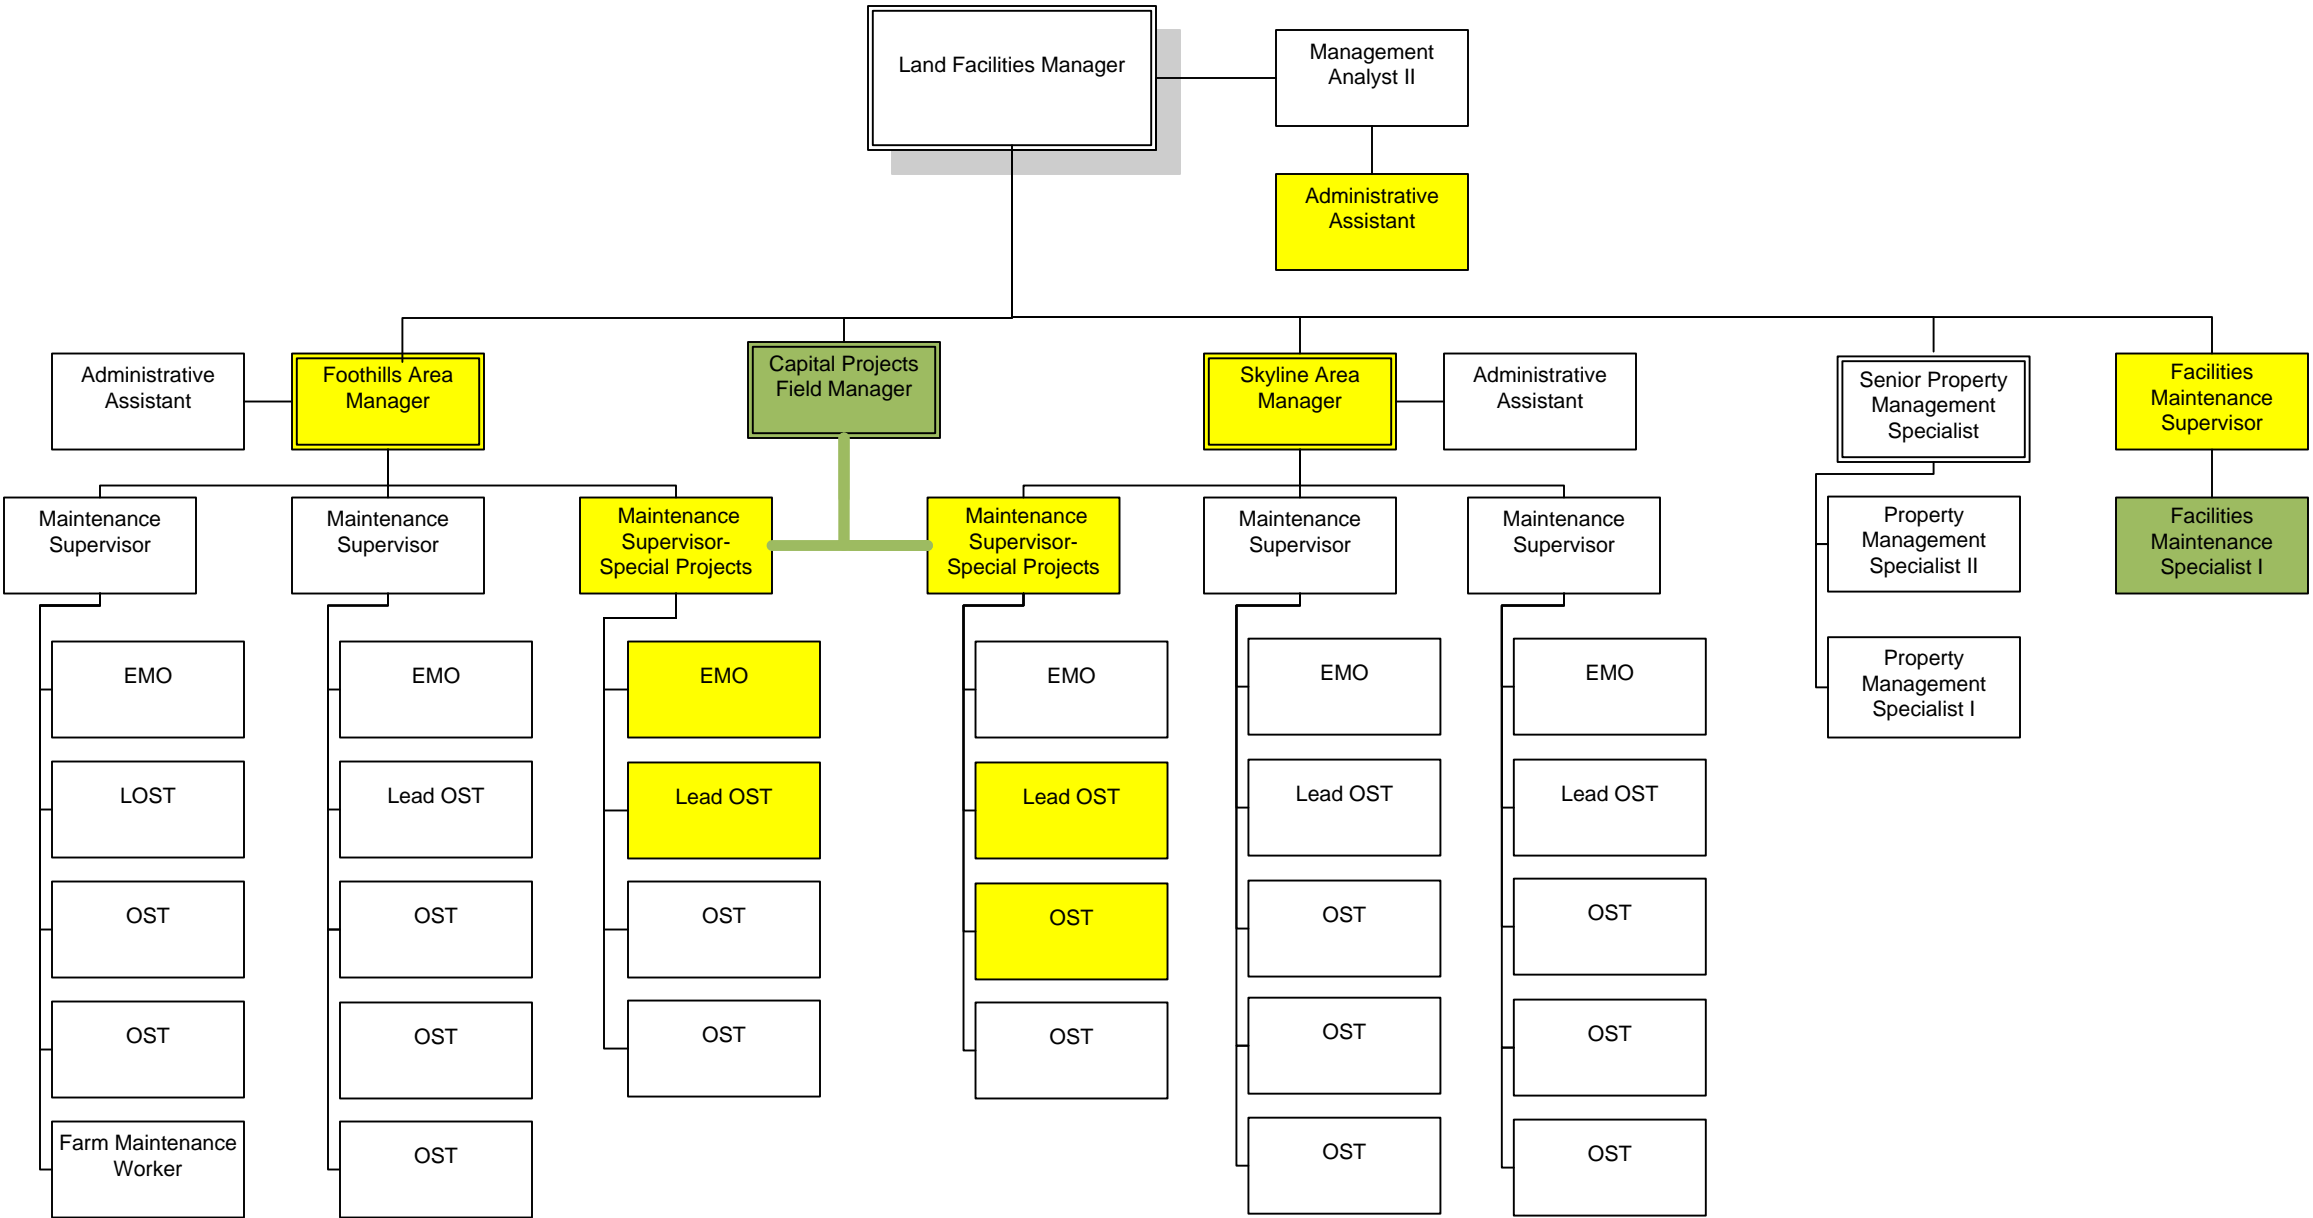 Land Facilities Manager
Management
Analyst II
Administrative
Assistant
Administrative
Assistant
Foothills Area
Manager
Capital Projects
Field Manager
Skyline Area
Manager
Administrative
Assistant
Senior Property
Management
Specialist
Facilities
Maintenance
Supervisor
Maintenance
Supervisor
Maintenance
Supervisor
Maintenance
Supervisor-
Special Projects
Maintenance
Supervisor-
Special Projects
Maintenance
Supervisor
Maintenance
Supervisor
Property
Management
Specialist II
Facilities
Maintenance
Specialist I
EMO
EMO
EMO
EMO
EMO
EMO
Property
Management
Specialist I
LOST
Lead OST
Lead OST
Lead OST
Lead OST
Lead OST
OST
OST
OST
OST
OST
OST
OST
OST
OST
OST
OST
OST
Farm Maintenance
Worker
OST
OST
OST